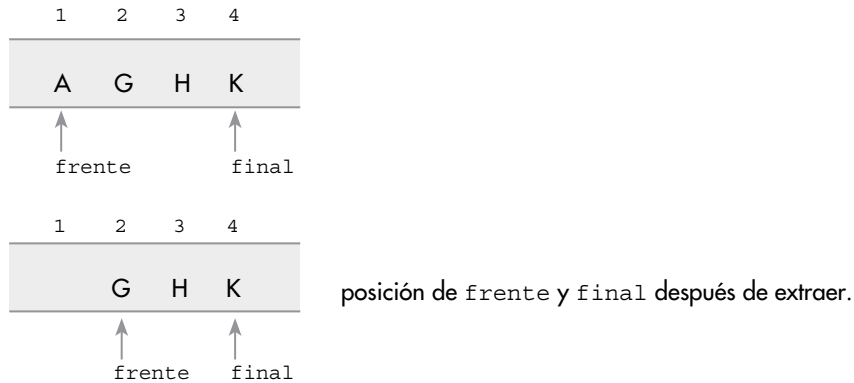 1 2 3 4
A G H K
frente final
1 2 3 4
G H K posición de frente y final después de extraer.
frente final